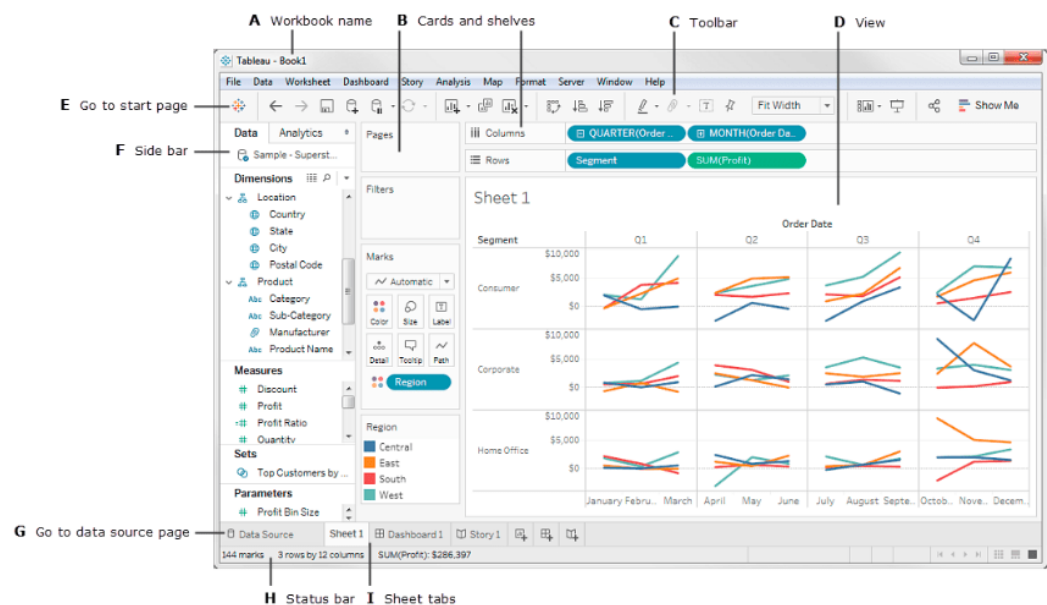 A Workbook name
B Cards and shelves
C Toolbar
D View
Tableau - Book1
File Data Worksheet Dashboard Story Analysis Map Format Server Window Help
E Go to start page
Fit Width
Show Me
Data Analytics
Pages
Columns
QUARTER(Order ..
MONTH(Order Da..
F Side bar
Sample - Superst...
Rows
Segment
SUM(Profit)
Dimensions
Filters
Location
Country
State
City
Postal Code
Product
Abc Category
Abc Sub-Category
Manufacturer
Abc Product Name
Marks
Automatic
Color Size Label
Detail Tooltip Path
Region
Measures
# Discount
# Profit
=# Profit Ratio
# Quantity
Sets
Top Customers by ...
Parameters
# Profit Bin Size
Region
Central
East
South
West
Sheet 1
Order Date
Segment Q1 Q2 Q3 Q4
$10,000
$5,000
Consumer
$0
$10,000
$5,000
Corporate
$0
$10,000
$5,000
Home Office
$0
January Febru.. March April May June July August Septe.. Octob.. Nove.. Decem..
G Go to data source page
Data Source Sheet 1 Dashboard 1 Story 1
144 marks 3 rows by 12 columns SUM(Profit): $286,397
H Status bar
I Sheet tabs